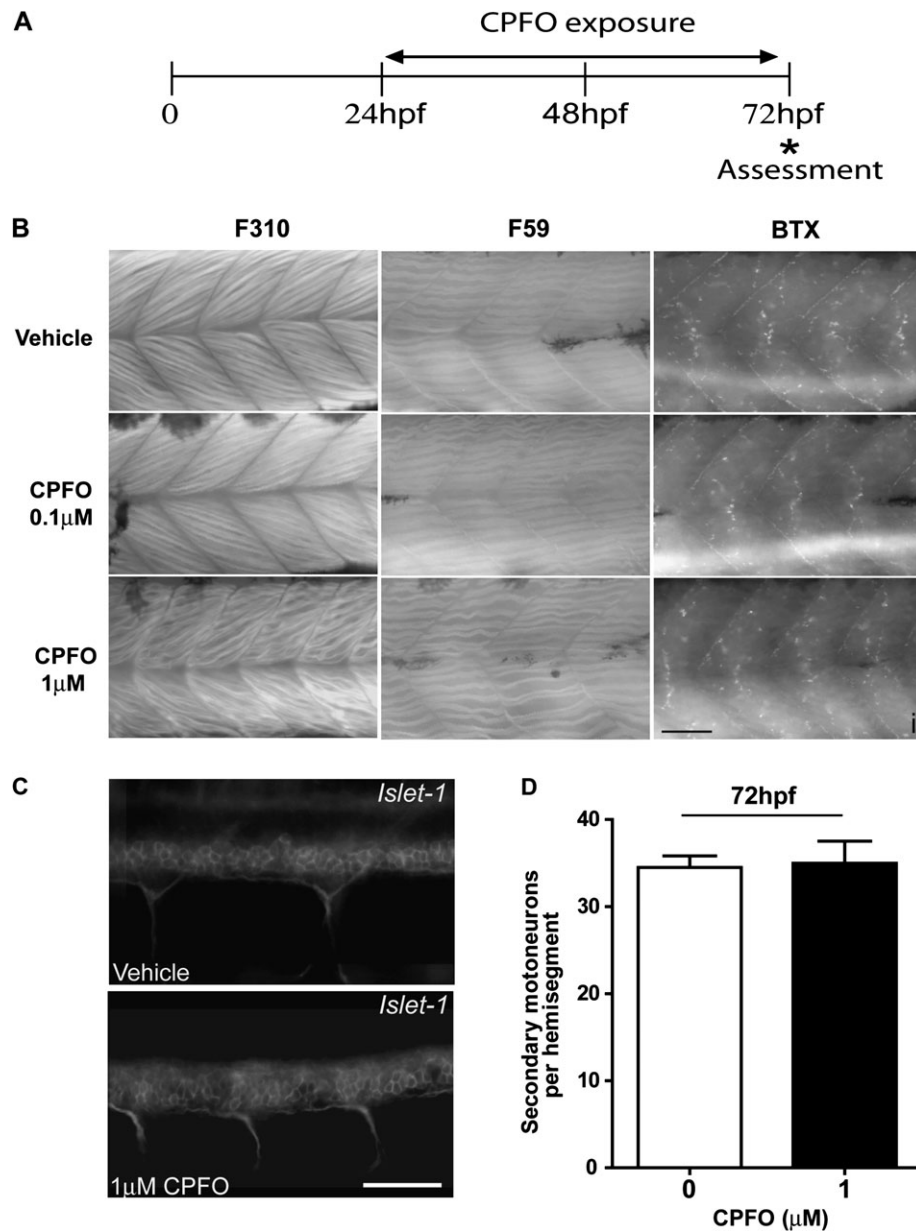 A
CPFO exposure
0
24hpf
48hpf
72hpf
*
Assessment
B
F310
F59
BTX
Vehicle
CPFO
0.1μM
CPFO
1μM
i
C
Islet-1
Vehicle
Islet-1
1μM CPFO
D
72hpf
Secondary motoneurons
per hemisegment
40
30
20
10
0
0
1
CPFO (μM)